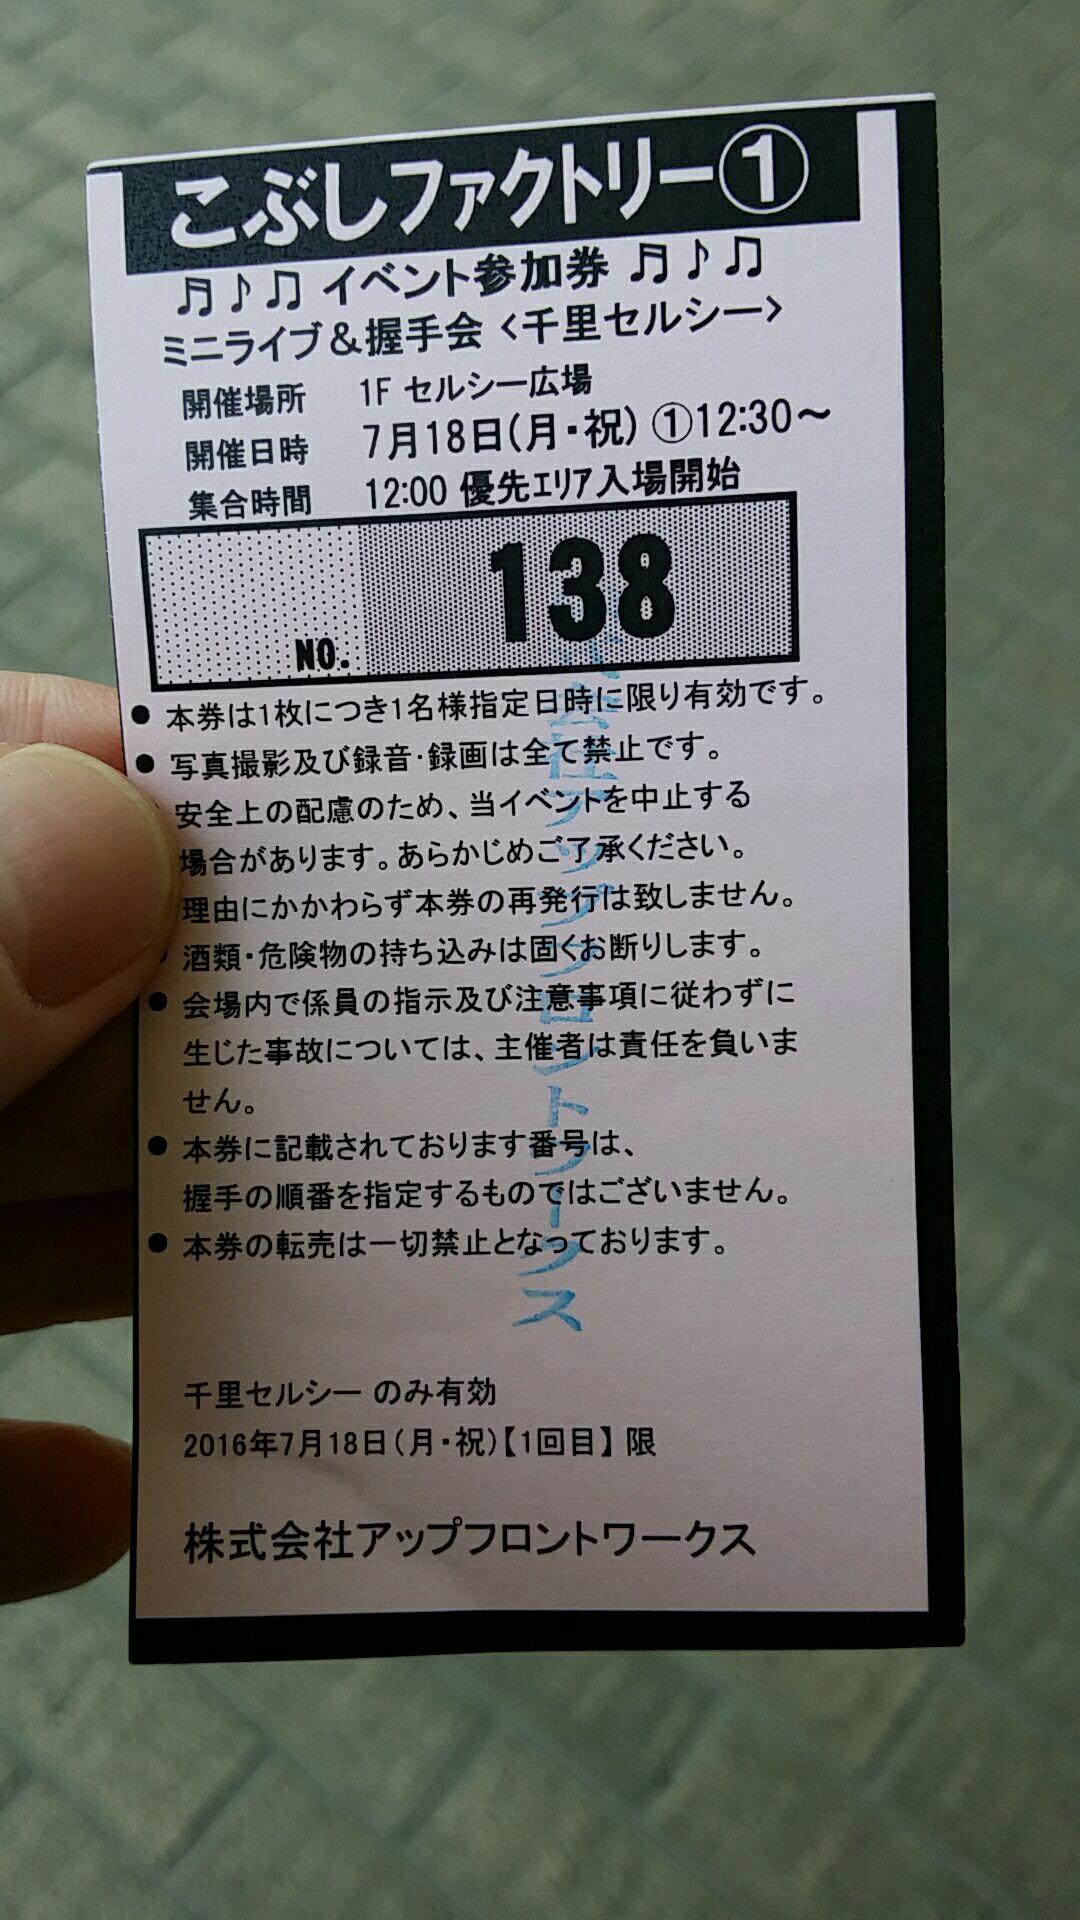 こぶしファクトリー①
♬♪♫ イベント参加券 ♬♪♫
ミニライブ＆握手会 <千里セルシー>
開催場所 1F セルシー広場
開催日時 7月18日(月・祝) ①12:30～
集合時間 12:00 優先エリア入場開始
NO. 138
● 本券は1枚につき1名様指定日時に限り有効です。
● 写真撮影及び録音・録画は全て禁止です。
安全上の配慮のため、当イベントを中止する
場合があります。あらかじめご了承ください。
理由にかかわらず本券の再発行は致しません。
酒類・危険物の持ち込みは固くお断りします。
● 会場内で係員の指示及び注意事項に従わずに
生じた事故については、主催者は責任を負いま
せん。
● 本券に記載されております番号は、
握手の順番を指定するものではございません。
● 本券の転売は一切禁止となっております。
千里セルシー のみ有効
2016年7月18日(月・祝)【1回目】 限
株式会社アップフロントワークス
会社アップフロントワークス